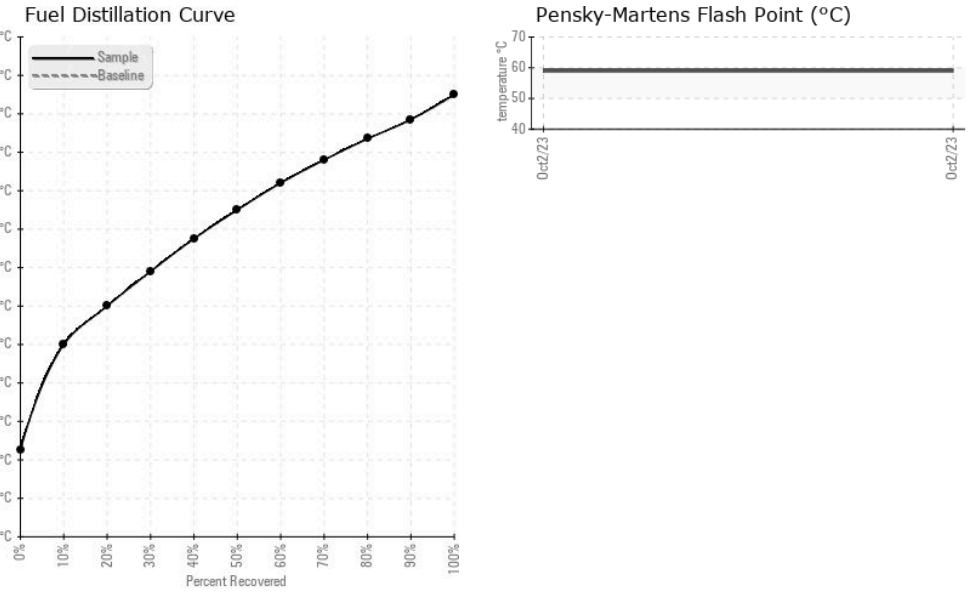 Fuel Distillation Curve
Sample
Baseline
°C
°C
°C
°C
°C
°C
°C
°C
°C
°C
°C
°C
°C
°C
0%
10%
20%
30%
40%
50%
60%
70%
80%
90%
100%
Percent Recovered
Pensky-Martens Flash Point (°C)
temperature °C
70
60
50
40
Oct2/23
Oct2/23